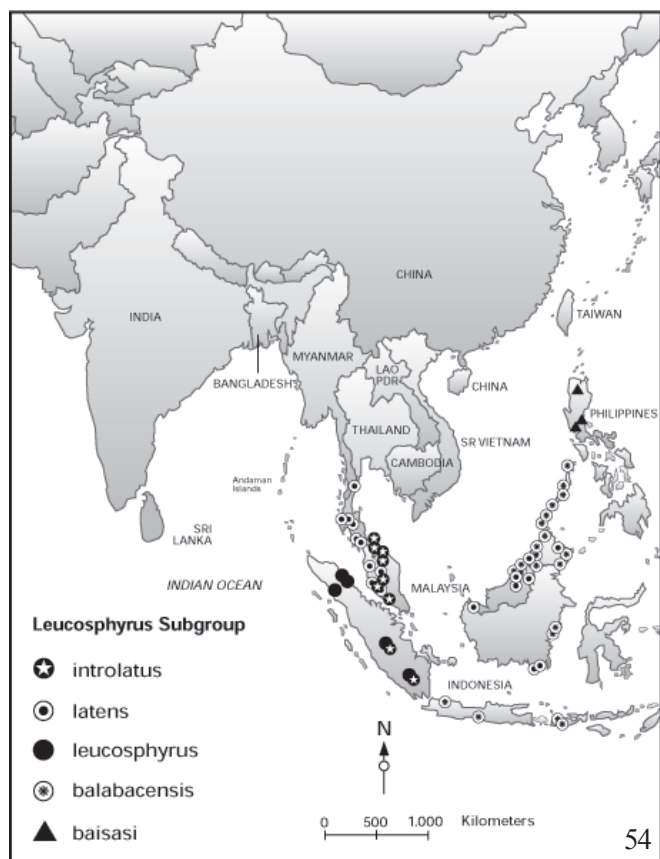 CHINA
TAIWAN
INDIA
MYANMAR
LAO
PDR
BANGLADESH
CHINA
THAILAND
PHILIPPINES
SR VIETNAM
CAMBODIA
Andaman
Islands
SRI
LANKA
INDIAN OCEAN
MALAYSIA
INDONESIA
Leucosphyrus Subgroup
introlatus
latens
leucosphyrus
balabacensis
baisasi
N
0 500 1.000 Kilometers
54